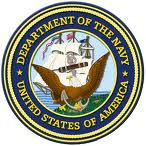 DEPARTMENT OF THE NAVY
UNITED STATES OF AMERICA